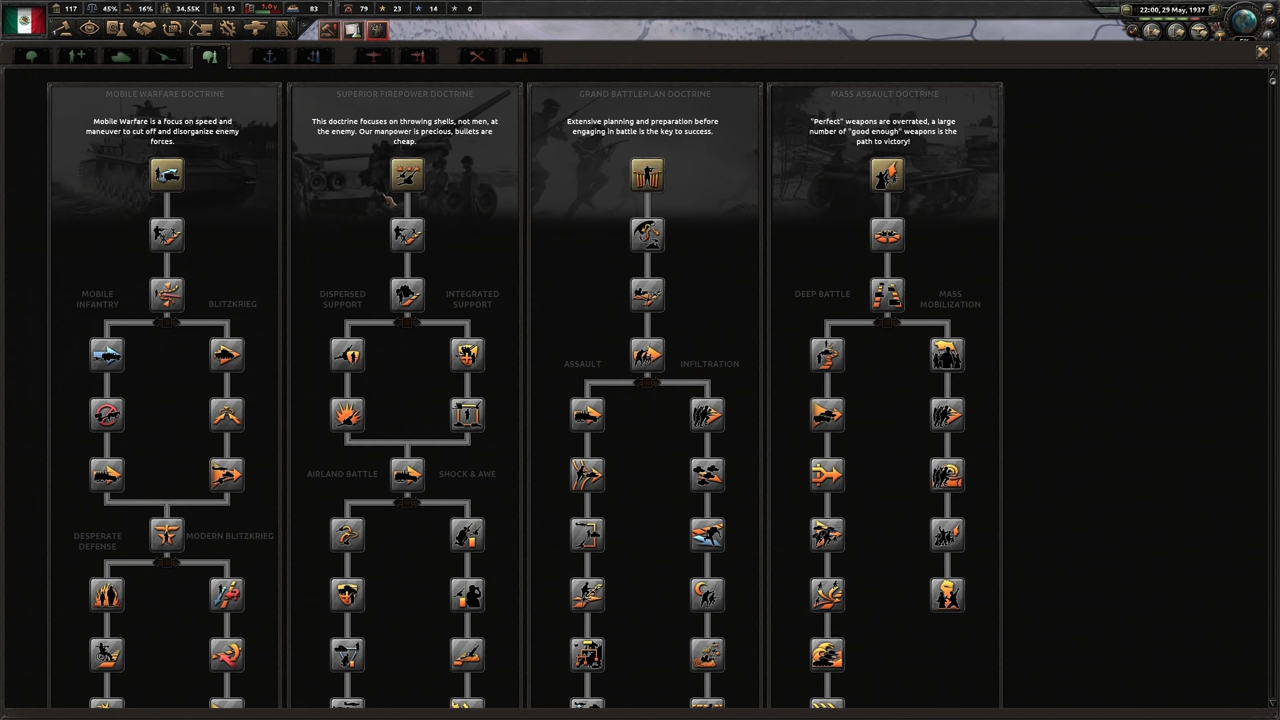 117 45% 16% 34.55K 13 1.0y 83 79 23 14 0 22:00, 29 May, 1937
MOBILE WARFARE DOCTRINE
Mobile Warfare is a focus on speed and
maneuver to cut off and disorganize enemy
forces.
MOBILE
INFANTRY
BLITZKRIEG
DESPERATE
DEFENSE
MODERN BLITZKRIEG
SUPERIOR FIREPOWER DOCTRINE
This doctrine focuses on throwing shells, not men, at
the enemy. Our manpower is precious, bullets are
cheap.
DISPERSED
SUPPORT
INTEGRATED
SUPPORT
AIRLAND BATTLE
SHOCK & AWE
GRAND BATTLEPLAN DOCTRINE
Extensive planning and preparation before
engaging in battle is the key to success.
ASSAULT
INFILTRATION
MASS ASSAULT DOCTRINE
"Perfect" weapons are overrated, a large
number of "good enough" weapons is the
path to victory!
DEEP BATTLE
MASS
MOBILIZATION